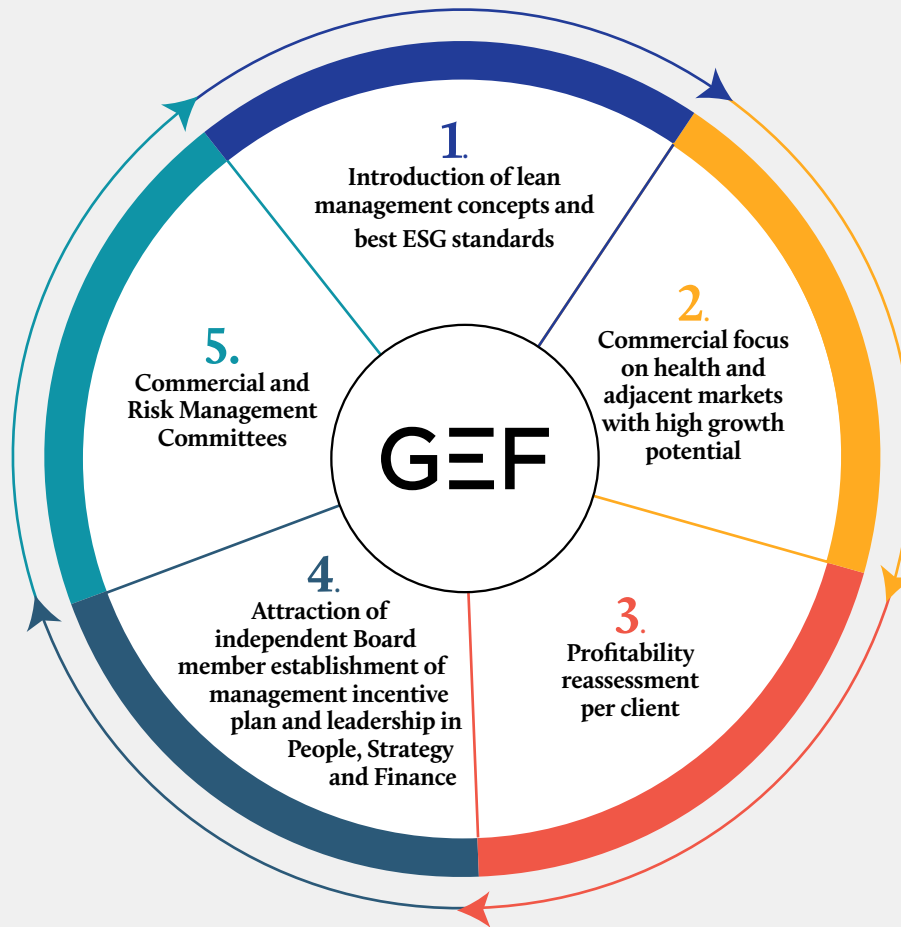 1.
Introduction of lean
management concepts and
best ESG standards
2.
Commercial focus
on health and
adjacent markets
with high growth
potential
3.
Profitability
reassessment
per client
4.
Attraction of
independent Board
member establishment of
management incentive
plan and leadership in
People, Strategy
and Finance
5.
Commercial and
Risk Management
Committees
GEF